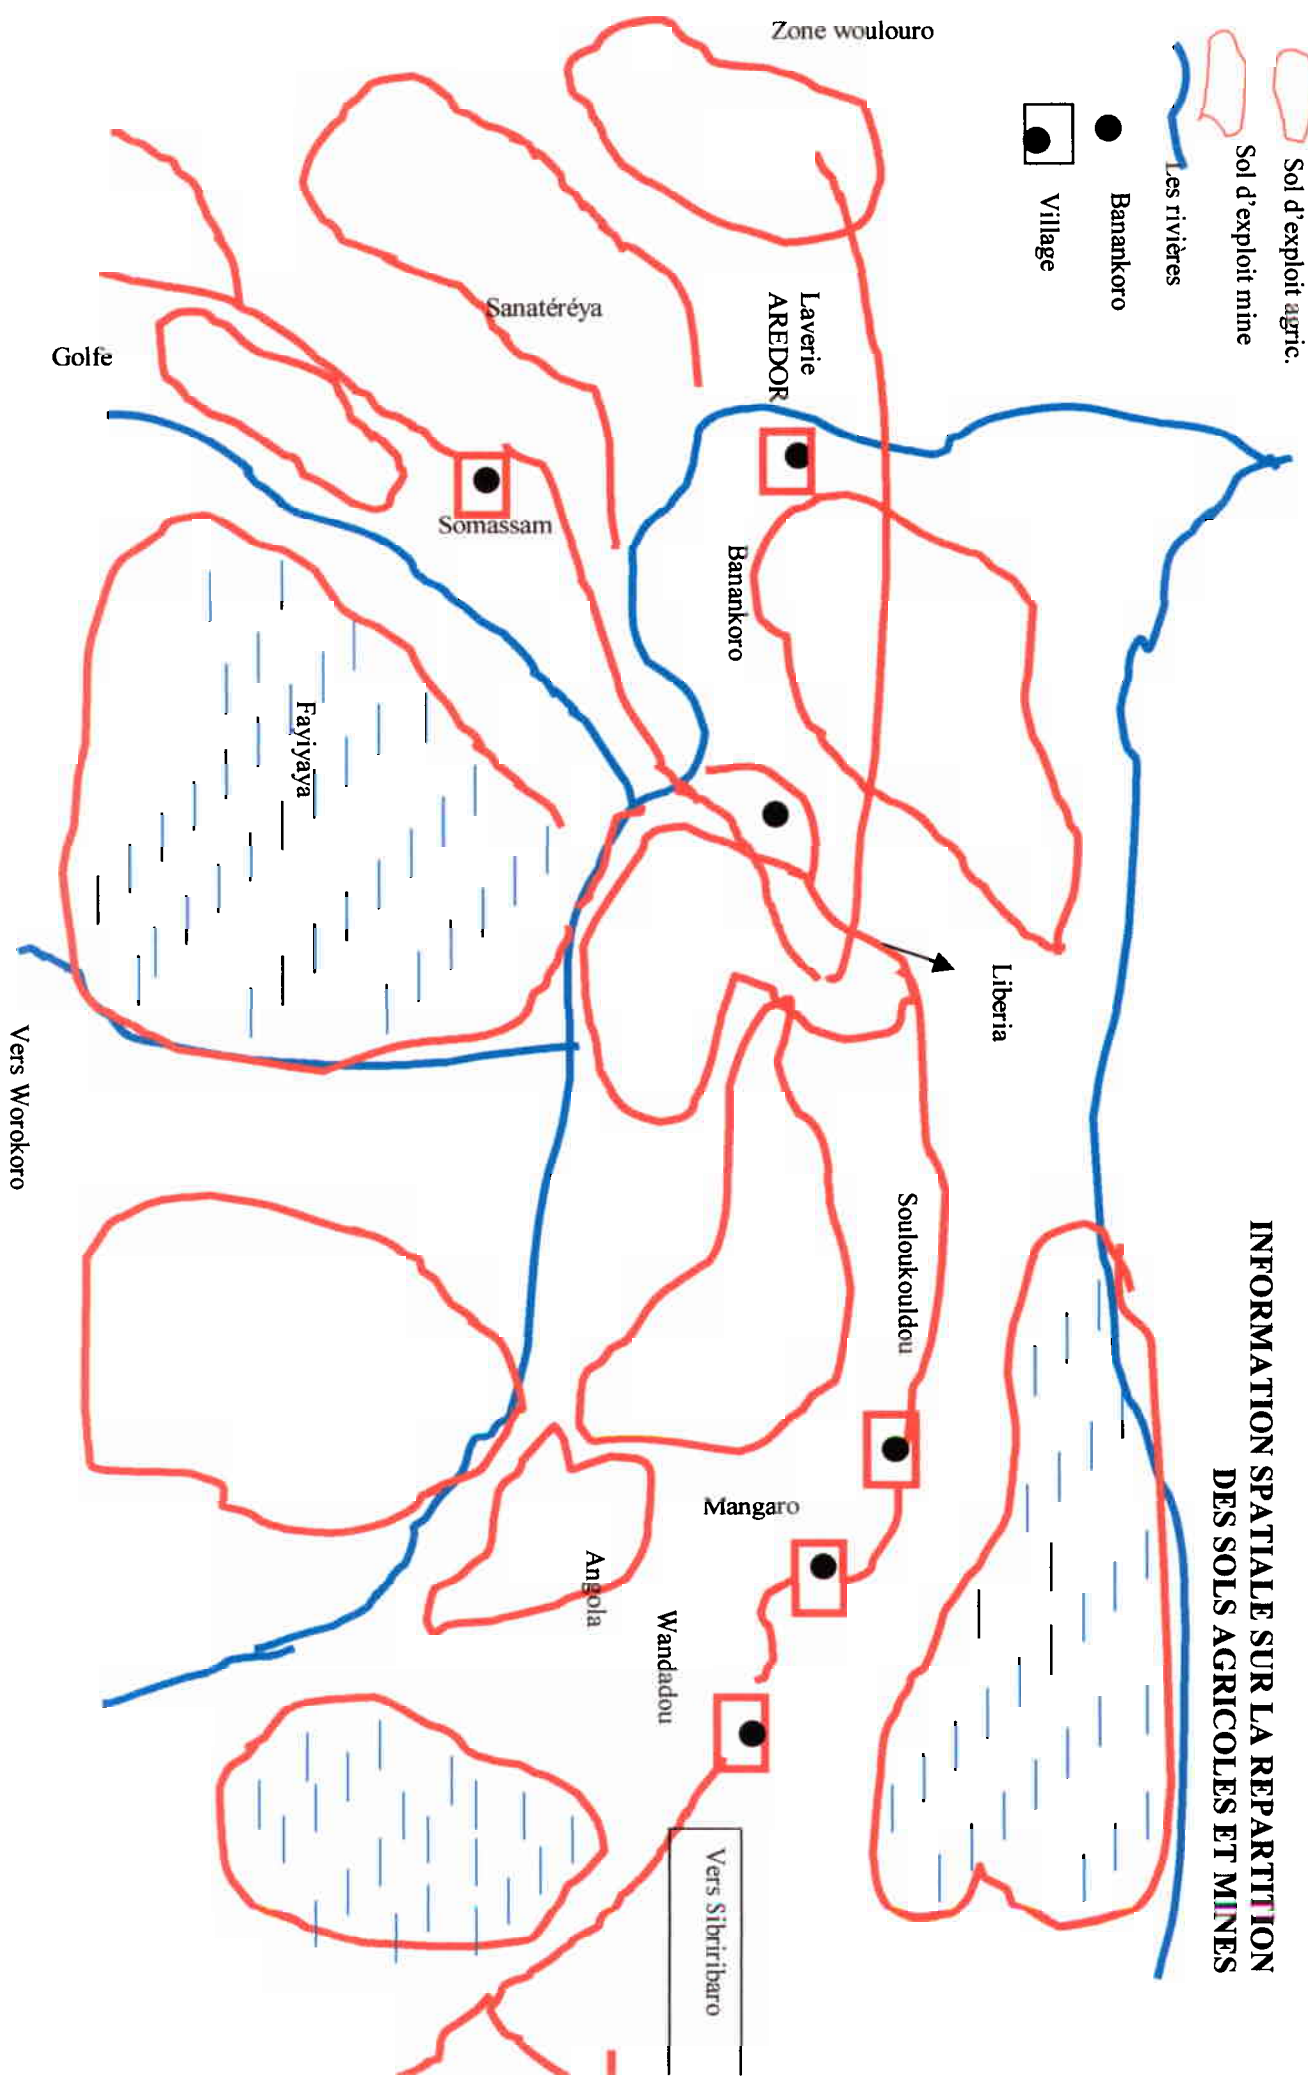 INFORMATION SPATIALE SUR LA REPARTITION
DES SOLS AGRICOLES ET MINES
Sol d'exploit agric.
Sol d'exploit mine
Les rivières
Banankoro
Village
Zone woulouro
Laverie
AREDOR
Sanatéréya
Golfe
Somassam
Banankoro
Fayiyaya
Liberia
Vers Worokoro
Souloukouldou
Mangaro
Angola
Wandadou
Vers Sibriribaro